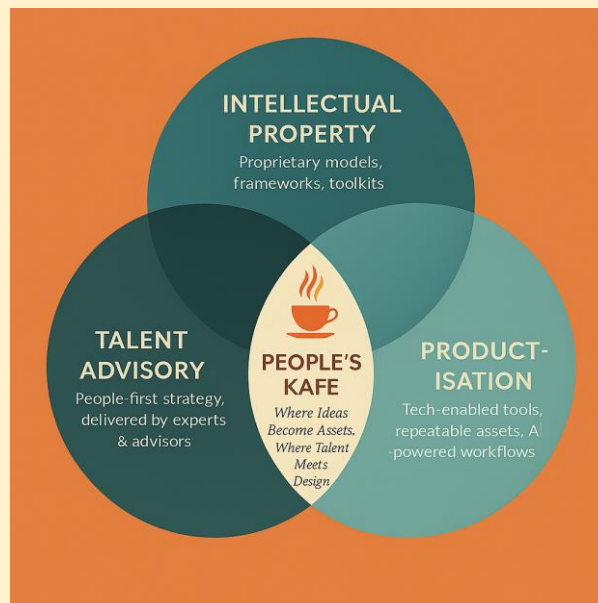 INTELLECTUAL
PROPERTY
Proprietary models,
frameworks, toolkits
TALENT
ADVISORY
People-first strategy,
delivered by experts
& advisors
PEOPLE'S
KAFE
Where Ideas
Become Assets.
Where Talent
Meets
Design
PRODUCT-
ISATION
Tech-enabled tools,
repeatable assets, AI
-powered workflows